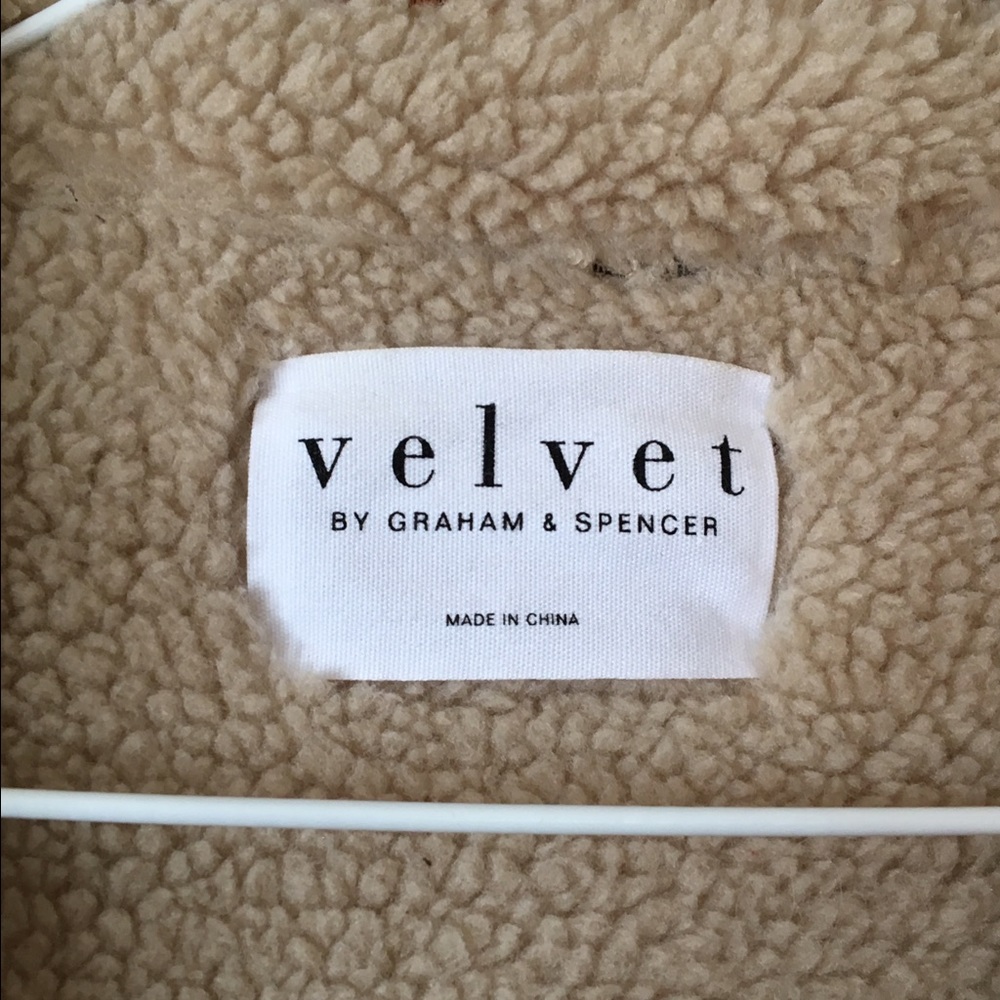 velvet
BY GRAHAM & SPENCER
MADE IN CHINA